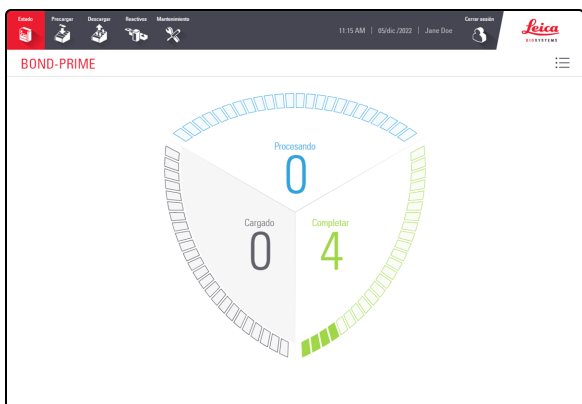 Estado Precargar Descargar Reactivos Mantenimiento
11:15 AM | 05/dic./2022 | Jane Doe
Cerrar sesión
Leica
BIOSYSTEMS
BOND-PRIME
Procesando
0
Cargado
0
Completar
4